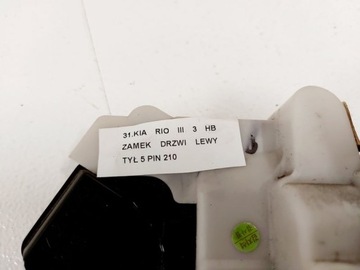 31.KIA RIO III 3 HB
ZAMEK DRZWI LEWY
TYŁ 5 PIN 210